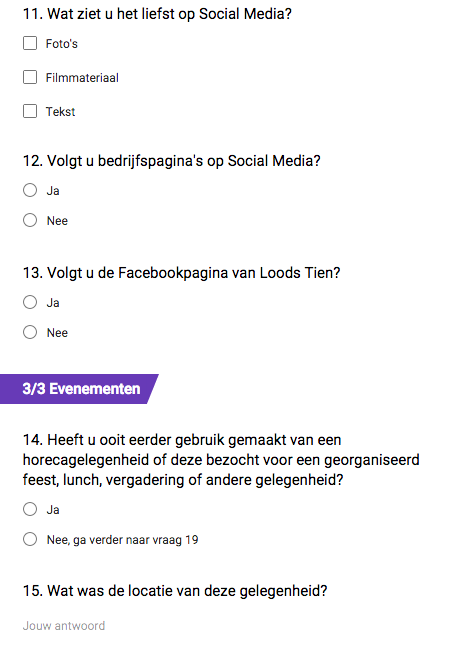 11. Wat ziet u het liefst op Social Media?
Foto's
Filmmateriaal
Tekst
12. Volgt u bedrijfspagina's op Social Media?
Ja
Nee
13. Volgt u de Facebookpagina van Loods Tien?
Ja
Nee
3/3 Evenementen
14. Heeft u ooit eerder gebruik gemaakt van een
horecagelegenheid of deze bezocht voor een georganiseerd
feest, lunch, vergadering of andere gelegenheid?
Ja
Nee, ga verder naar vraag 19
15. Wat was de locatie van deze gelegenheid?
Jouw antwoord